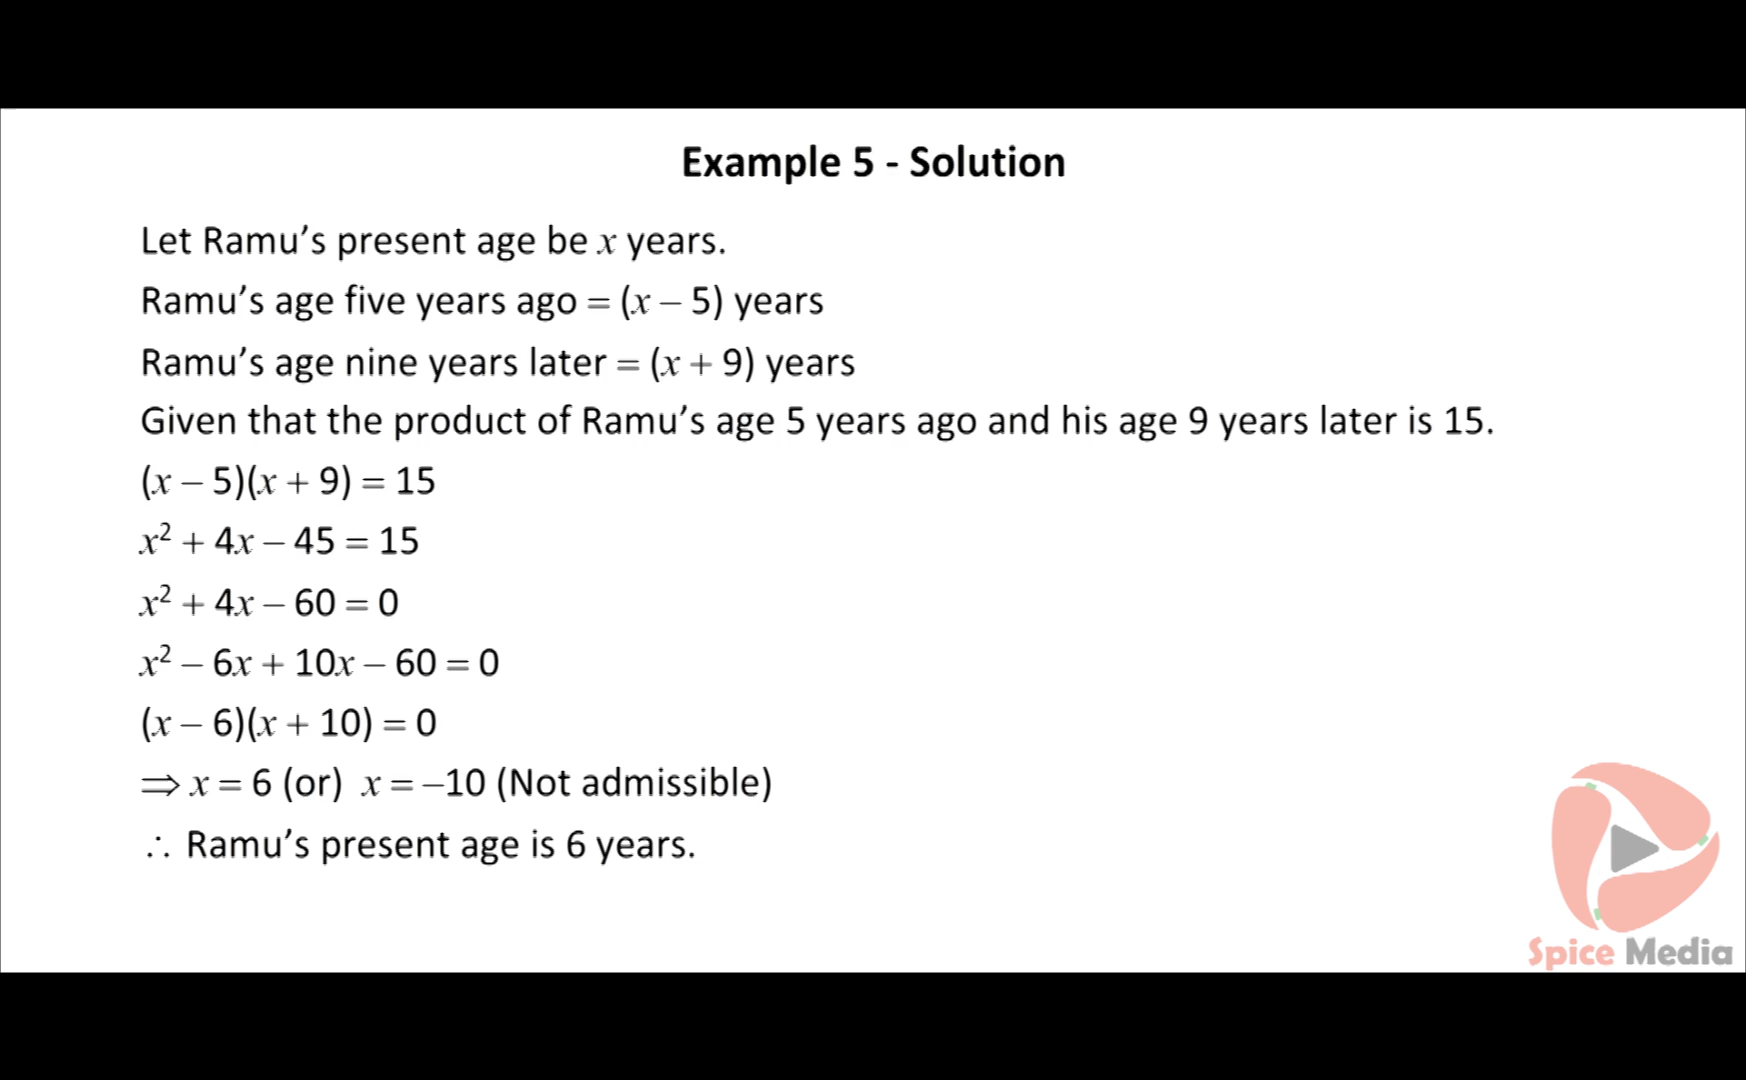 Example 5 - Solution
Let Ramu’s present age be x years.
Ramu’s age five years ago = (x – 5) years
Ramu’s age nine years later = (x + 9) years
Given that the product of Ramu’s age 5 years ago and his age 9 years later is 15.
(x – 5)(x + 9) = 15
x² + 4x – 45 = 15
x² + 4x – 60 = 0
x² – 6x + 10x – 60 = 0
(x – 6)(x + 10) = 0
⇒ x = 6 (or) x = –10 (Not admissible)
∴ Ramu’s present age is 6 years.
Spice Media